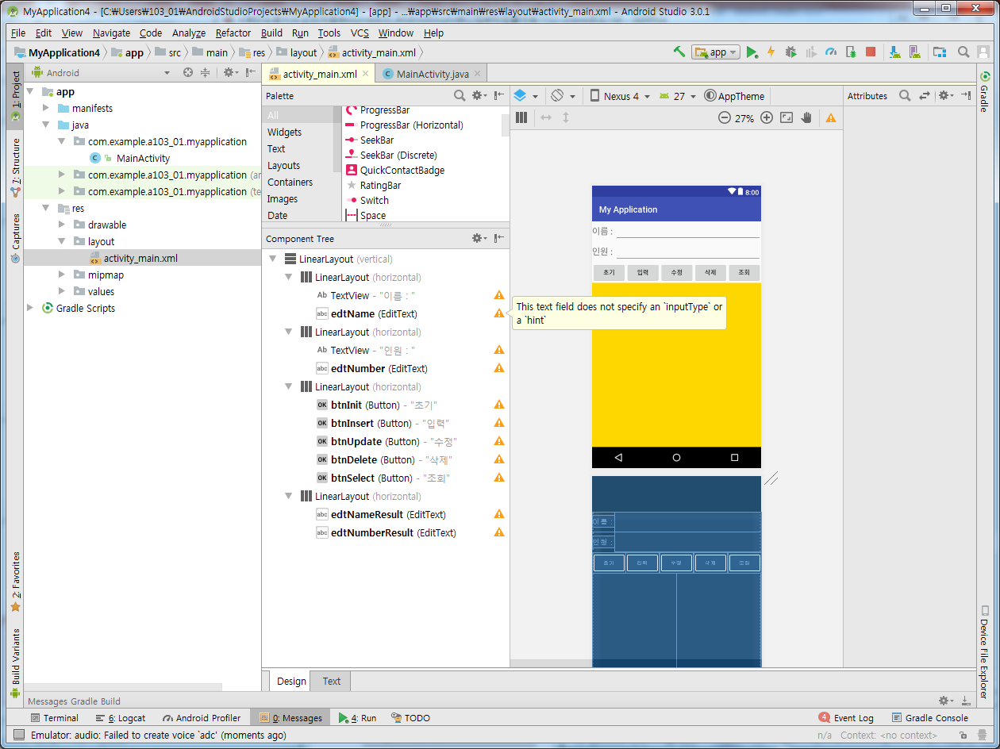 MyApplication4 - [C:₩Users₩103_01₩AndroidStudioProjects₩MyApplication4] - [app] - ...₩app₩src₩main₩res₩layout₩activity_main.xml - Android Studio 3.0.1
File Edit View Navigate Code Analyze Refactor Build Run Tools VCS Window Help
MyApplication4 app src main res layout activity_main.xml app
1: Project
7: Structure
Captures
2: Favorites
Build Variants
Android
app
manifests
java
com.example.a103_01.myapplication
MainActivity
com.example.a103_01.myapplication (ar
com.example.a103_01.myapplication (te
res
drawable
layout
activity_main.xml
mipmap
values
Gradle Scripts
activity_main.xml MainActivity.java
Palette
All
Widgets
Text
Layouts
Containers
Images
Date
ProgressBar
ProgressBar (Horizontal)
SeekBar
SeekBar (Discrete)
QuickContactBadge
RatingBar
Switch
Space
Component Tree
LinearLayout (vertical)
LinearLayout (horizontal)
Ab TextView - "이름 : "
abc edtName (EditText)
LinearLayout (horizontal)
Ab TextView - "인원 : "
abc edtNumber (EditText)
LinearLayout (horizontal)
OK btnInit (Button) - "초기"
OK btnInsert (Button) - "입력"
OK btnUpdate (Button) - "수정"
OK btnDelete (Button) - "삭제"
OK btnSelect (Button) - "조회"
LinearLayout (horizontal)
abc edtNameResult (EditText)
abc edtNumberResult (EditText)
Nexus 4 27 AppTheme
27%
8:00
My Application
이름 :
인원 :
초기 입력 수정 삭제 조회
This text field does not specify an `inputType` or
a `hint`
이름 :
인원 :
초기 입력 수정 삭제 조회
Attributes
Gradle
Device File Explorer
Design Text
Messages Gradle Build
Terminal 6: Logcat Android Profiler 0: Messages 4: Run TODO 4 Event Log Gradle Console
Emulator: audio: Failed to create voice `adc' (moments ago) n/a Context: <no context>